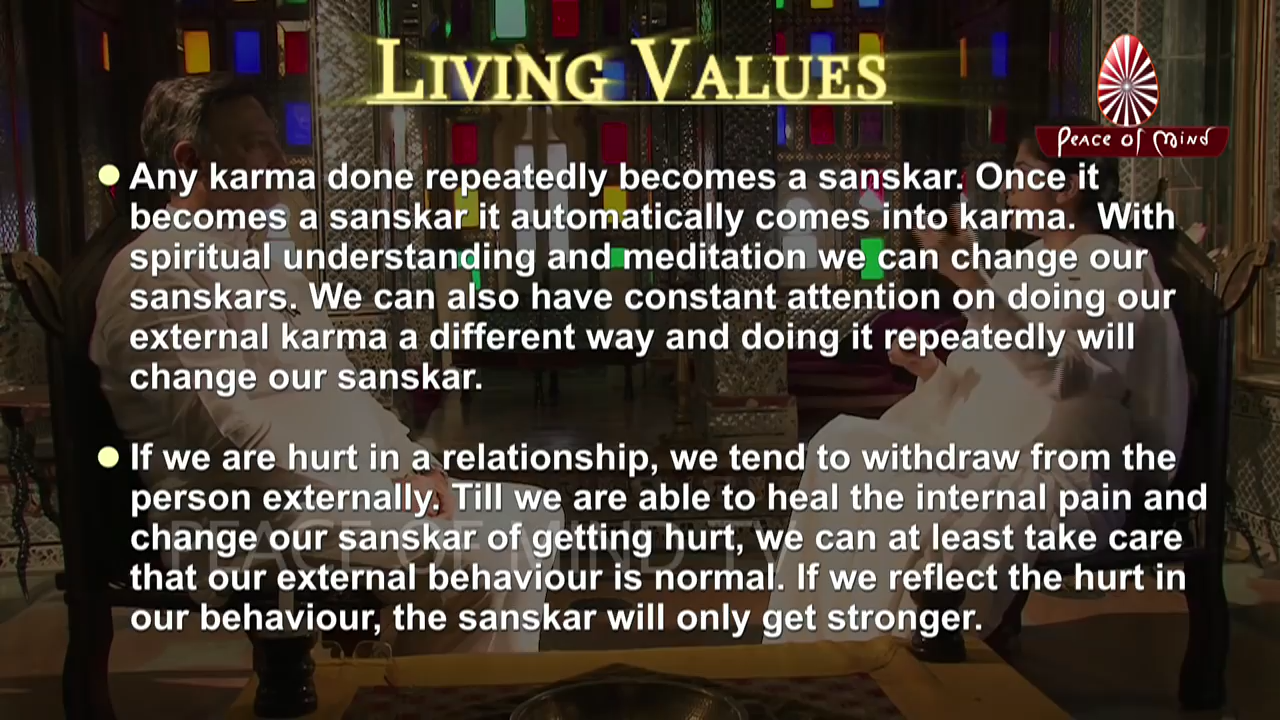 LIVING VALUES
Peace of Mind
Any karma done repeatedly becomes a sanskar. Once it
becomes a sanskar it automatically comes into karma. With
spiritual understanding and meditation we can change our
sanskars. We can also have constant attention on doing our
external karma a different way and doing it repeatedly will
change our sanskar.
If we are hurt in a relationship, we tend to withdraw from the
person externally. Till we are able to heal the internal pain and
change our sanskar of getting hurt, we can at least take care
that our external behaviour is normal. If we reflect the hurt in
our behaviour, the sanskar will only get stronger.
PEACE OF MIND T